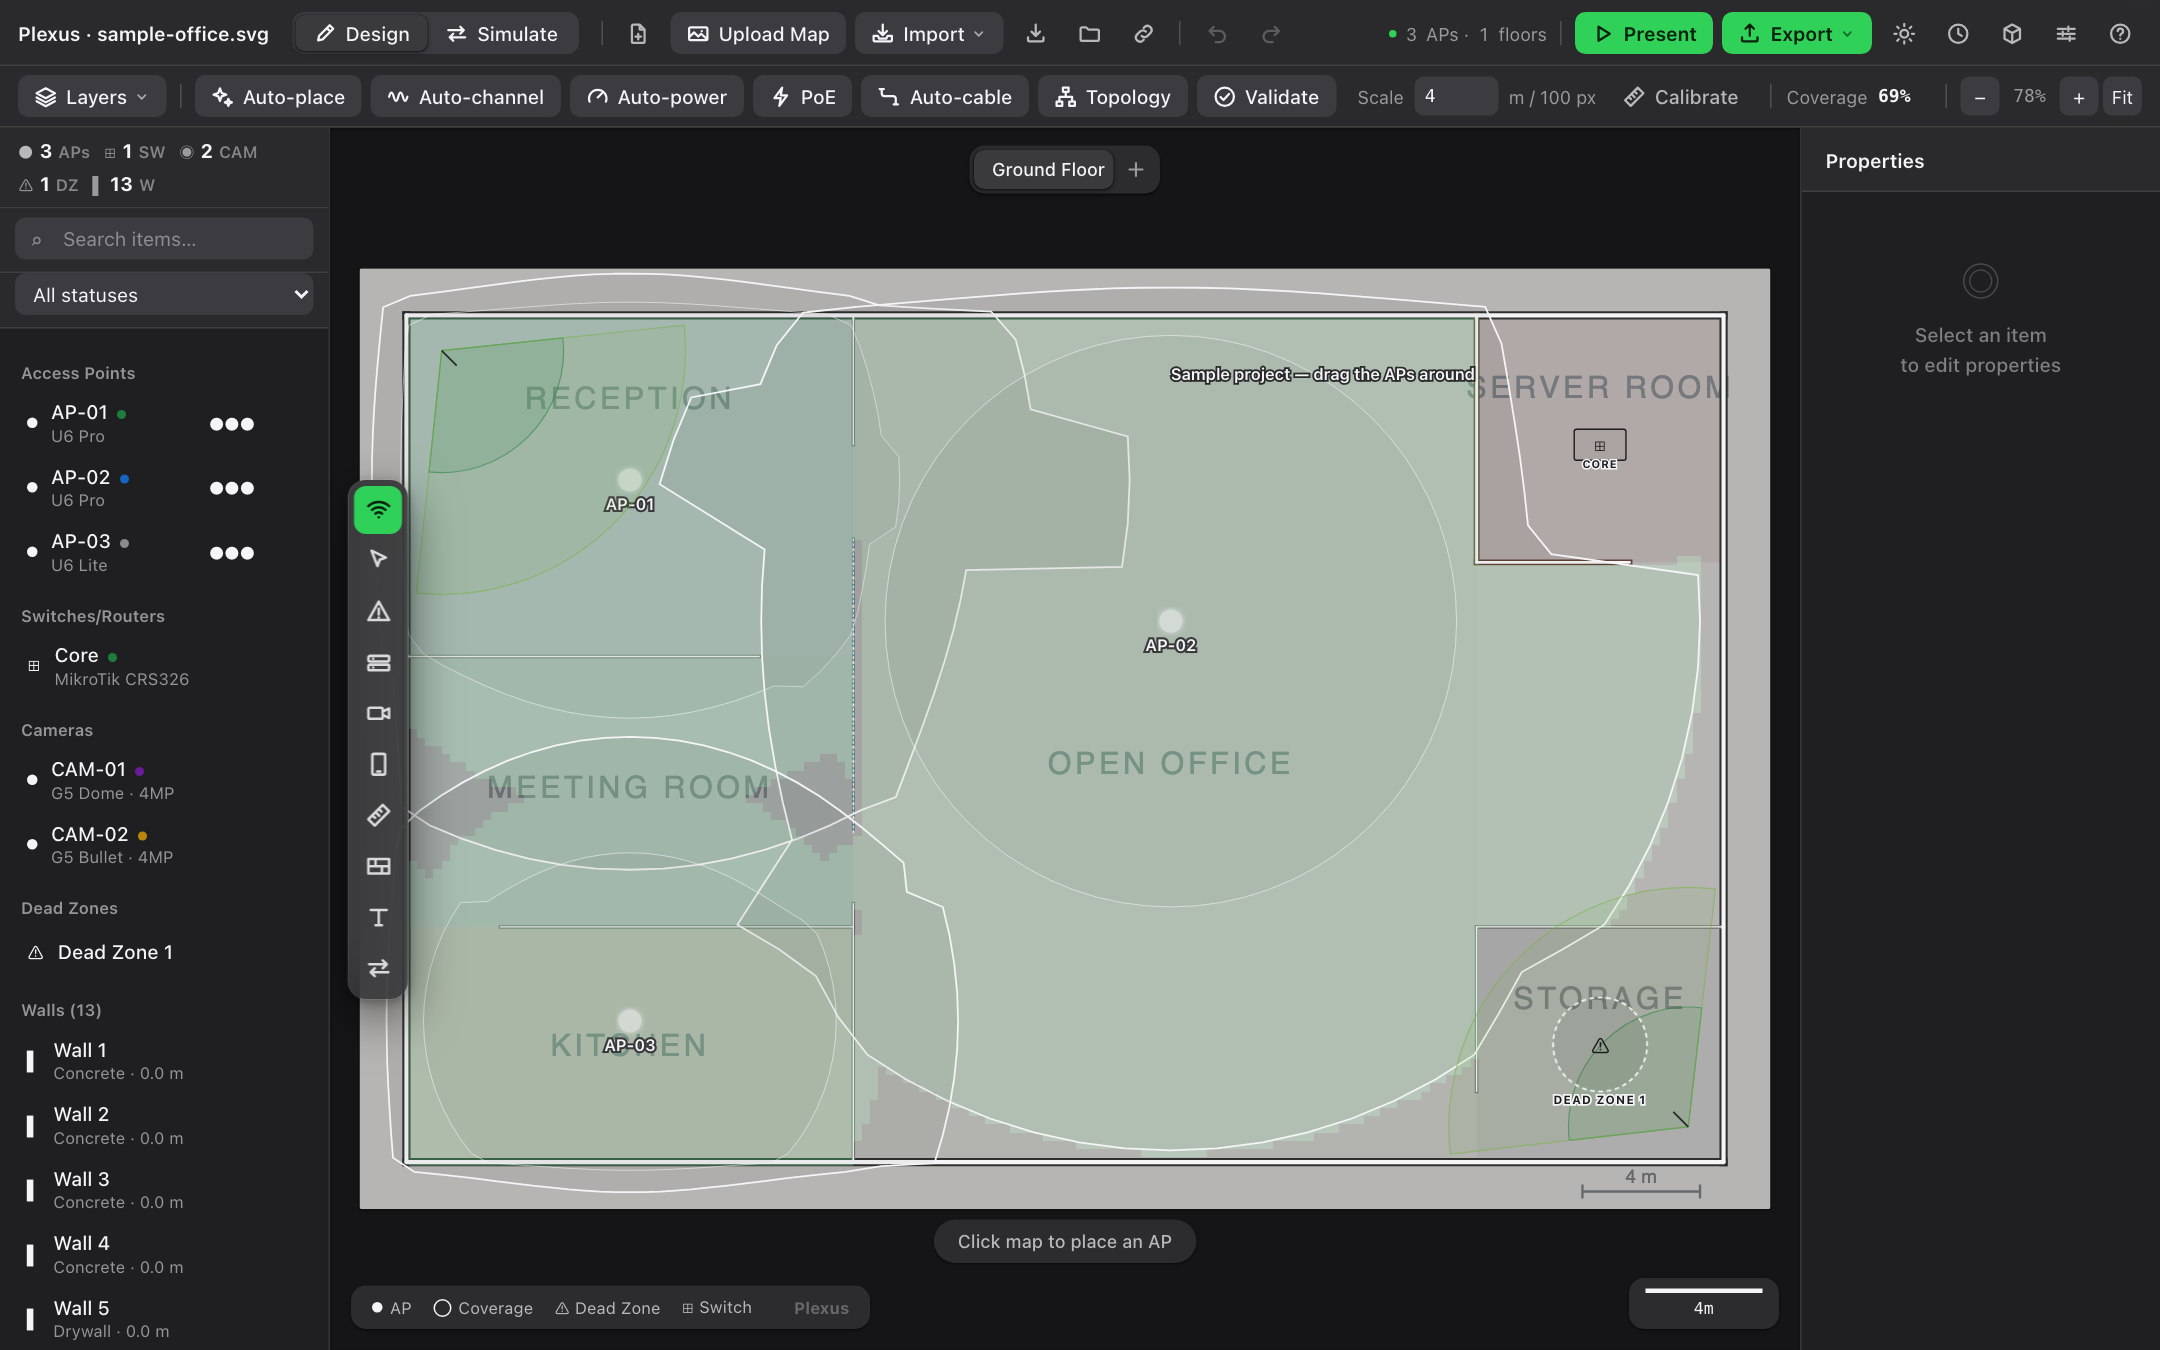 Plexus · sample-office.svg
Design
Simulate
Upload Map
Import
3 APs · 1 floors
Present
Export
Layers
Auto-place
Auto-channel
Auto-power
PoE
Auto-cable
Topology
Validate
Scale 4 m / 100 px
Calibrate
Coverage 69%
− 78% + Fit
3 APs 1 SW 2 CAM
1 DZ 13 W
Search items...
All statuses
Access Points
AP-01
U6 Pro
AP-02
U6 Pro
AP-03
U6 Lite
Switches/Routers
Core
MikroTik CRS326
Cameras
CAM-01
G5 Dome · 4MP
CAM-02
G5 Bullet · 4MP
Dead Zones
Dead Zone 1
Walls (13)
Wall 1
Concrete · 0.0 m
Wall 2
Concrete · 0.0 m
Wall 3
Concrete · 0.0 m
Wall 4
Concrete · 0.0 m
Wall 5
Drywall · 0.0 m
Ground Floor +
Sample project — drag the APs around
RECEPTION
SERVER ROOM
CORE
AP-01
AP-02
OPEN OFFICE
MEETING ROOM
KITCHEN
AP-03
STORAGE
DEAD ZONE 1
4 m
Click map to place an AP
AP
Coverage
Dead Zone
Switch
Plexus
4m
Properties
Select an item
to edit properties